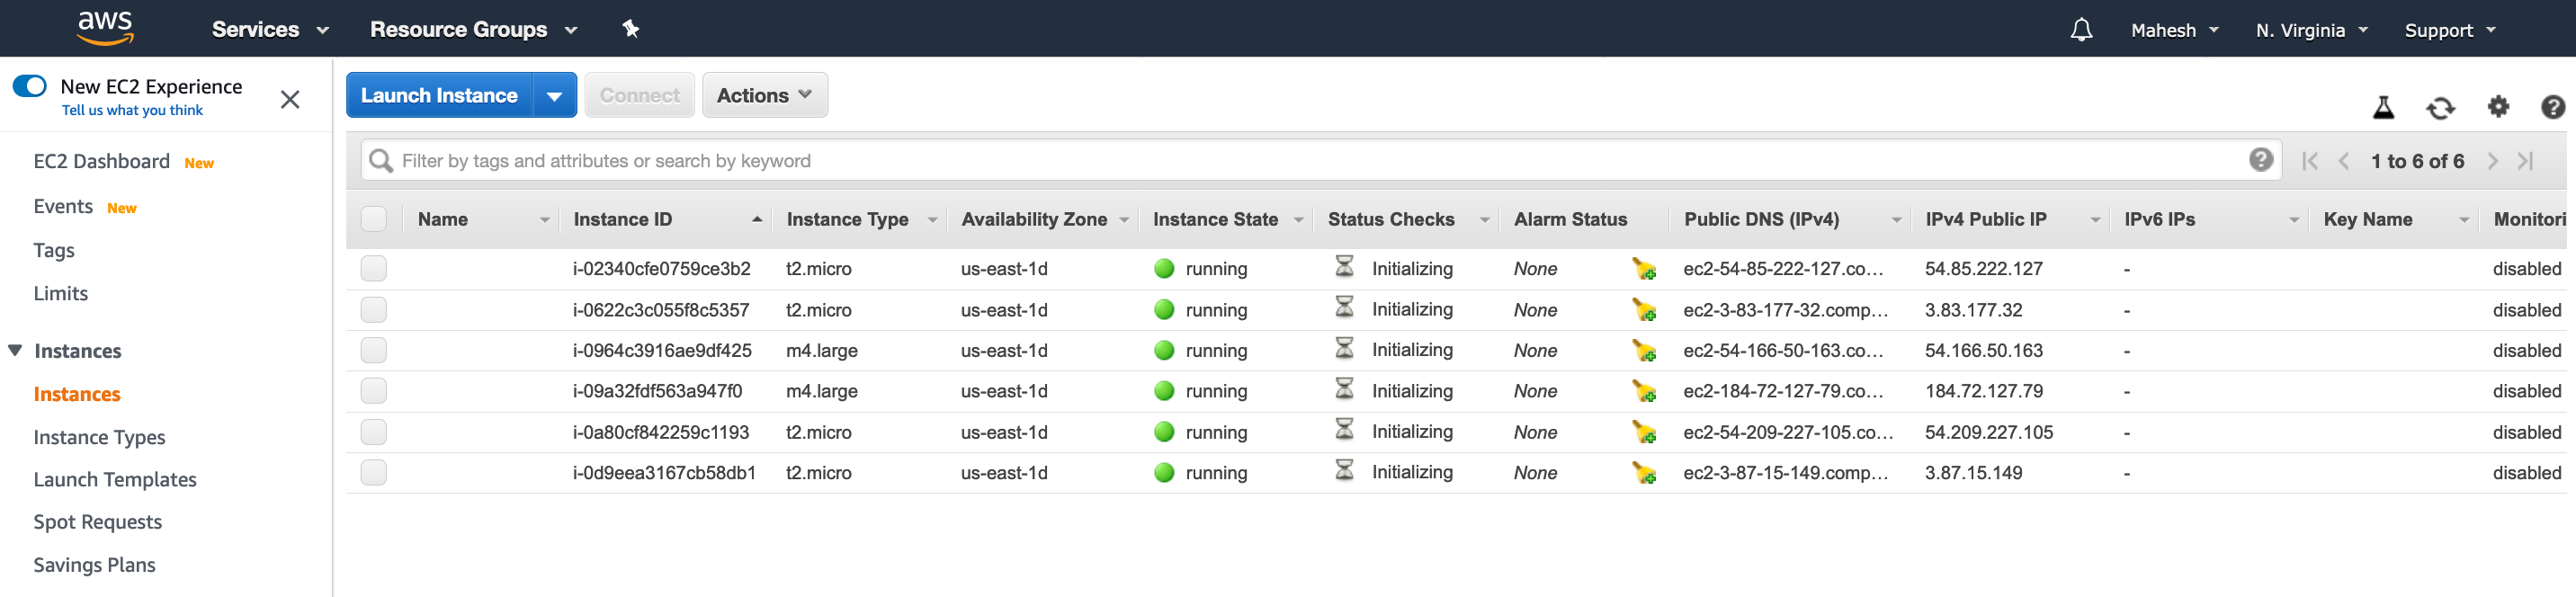 aws Services Resource Groups Mahesh N. Virginia Support
New EC2 Experience
Tell us what you think
EC2 Dashboard New
Events New
Tags
Limits
Instances
Instances
Instance Types
Launch Templates
Spot Requests
Savings Plans
Launch Instance Connect Actions
Filter by tags and attributes or search by keyword 1 to 6 of 6
Name Instance ID Instance Type Availability Zone Instance State Status Checks Alarm Status Public DNS (IPv4) IPv4 Public IP IPv6 IPs Key Name Monitori
i-02340cfe0759ce3b2 t2.micro us-east-1d running Initializing None ec2-54-85-222-127.co... 54.85.222.127 - disabled
i-0622c3c055f8c5357 t2.micro us-east-1d running Initializing None ec2-3-83-177-32.comp... 3.83.177.32 - disabled
i-0964c3916ae9df425 m4.large us-east-1d running Initializing None ec2-54-166-50-163.co... 54.166.50.163 - disabled
i-09a32fdf563a947f0 m4.large us-east-1d running Initializing None ec2-184-72-127-79.co... 184.72.127.79 - disabled
i-0a80cf842259c1193 t2.micro us-east-1d running Initializing None ec2-54-209-227-105.co... 54.209.227.105 - disabled
i-0d9eea3167cb58db1 t2.micro us-east-1d running Initializing None ec2-3-87-15-149.comp... 3.87.15.149 - disabled